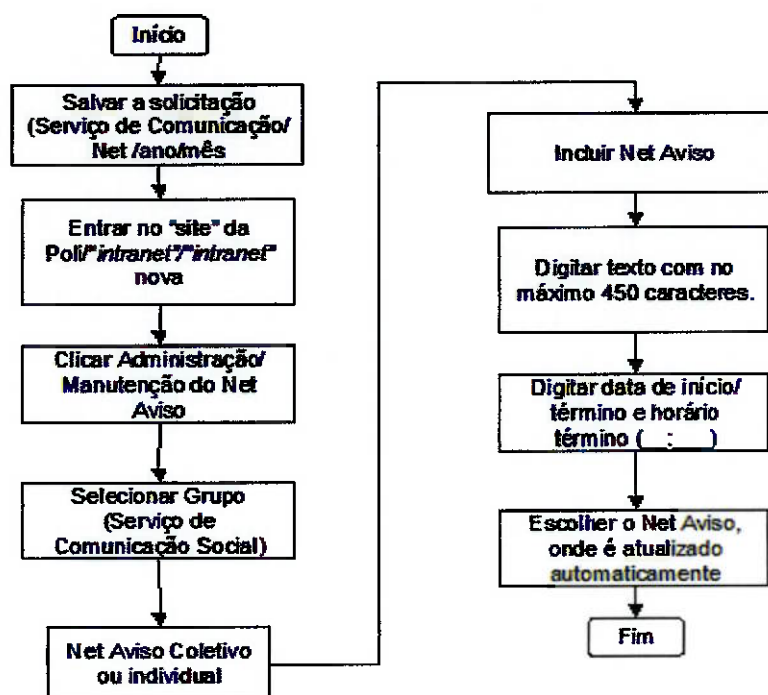 Início
Salvar a solicitação
(Serviço de Comunicação/
Net /ano/mês
Entrar no "site" da
Poli/"intranet"/"intranet"
nova
Clicar Administração/
Manutenção do Net
Aviso
Selecionar Grupo
(Serviço de
Comunicação Social)
Net Aviso Coletivo
ou individual
Incluir Net Aviso
Digitar texto com no
máximo 450 caracteres.
Digitar data de início/
término e horário
término (__:___)
Escolher o Net Aviso,
onde é atualizado
automaticamente
Fim